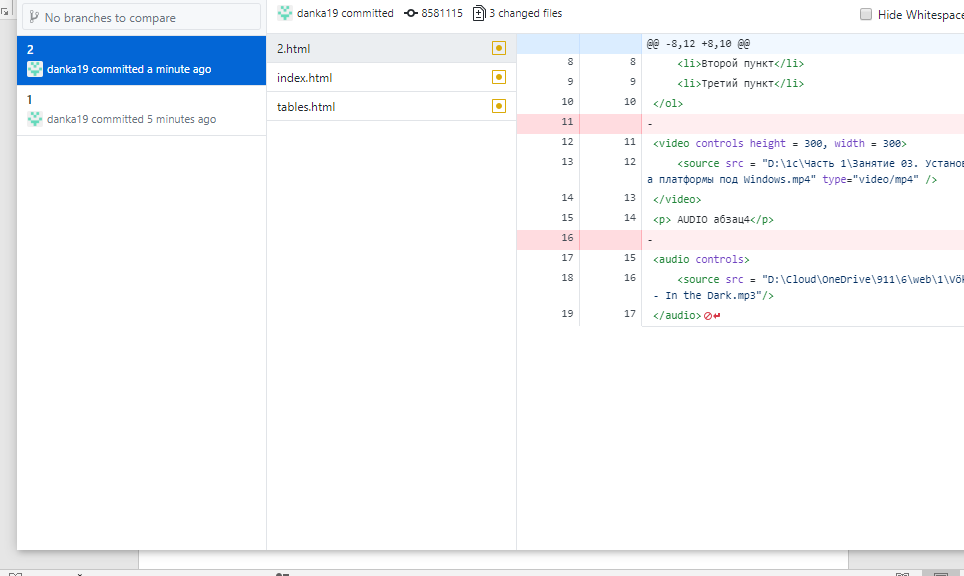 No branches to compare
danka19 committed 8581115 3 changed files
Hide Whitespace
2
danka19 committed a minute ago
1
danka19 committed 5 minutes ago
2.html
index.html
tables.html
@@ -8,12 +8,10 @@
8 8 <li>Второй пункт</li>
9 9 <li>Третий пункт</li>
10 10 </ol>
11 -
12 11 <video controls height = 300, width = 300>
13 12 <source src = "D:\1c\Часть 1\Занятие 03. Установ
а платформы под Windows.mp4" type="video/mp4" />
14 13 </video>
15 14 <p> AUDIO абзац4</p>
16 -
17 15 <audio controls>
18 16 <source src = "D:\Cloud\OneDrive\911\6\web\1\Vök
- In the Dark.mp3"/>
19 17 </audio>